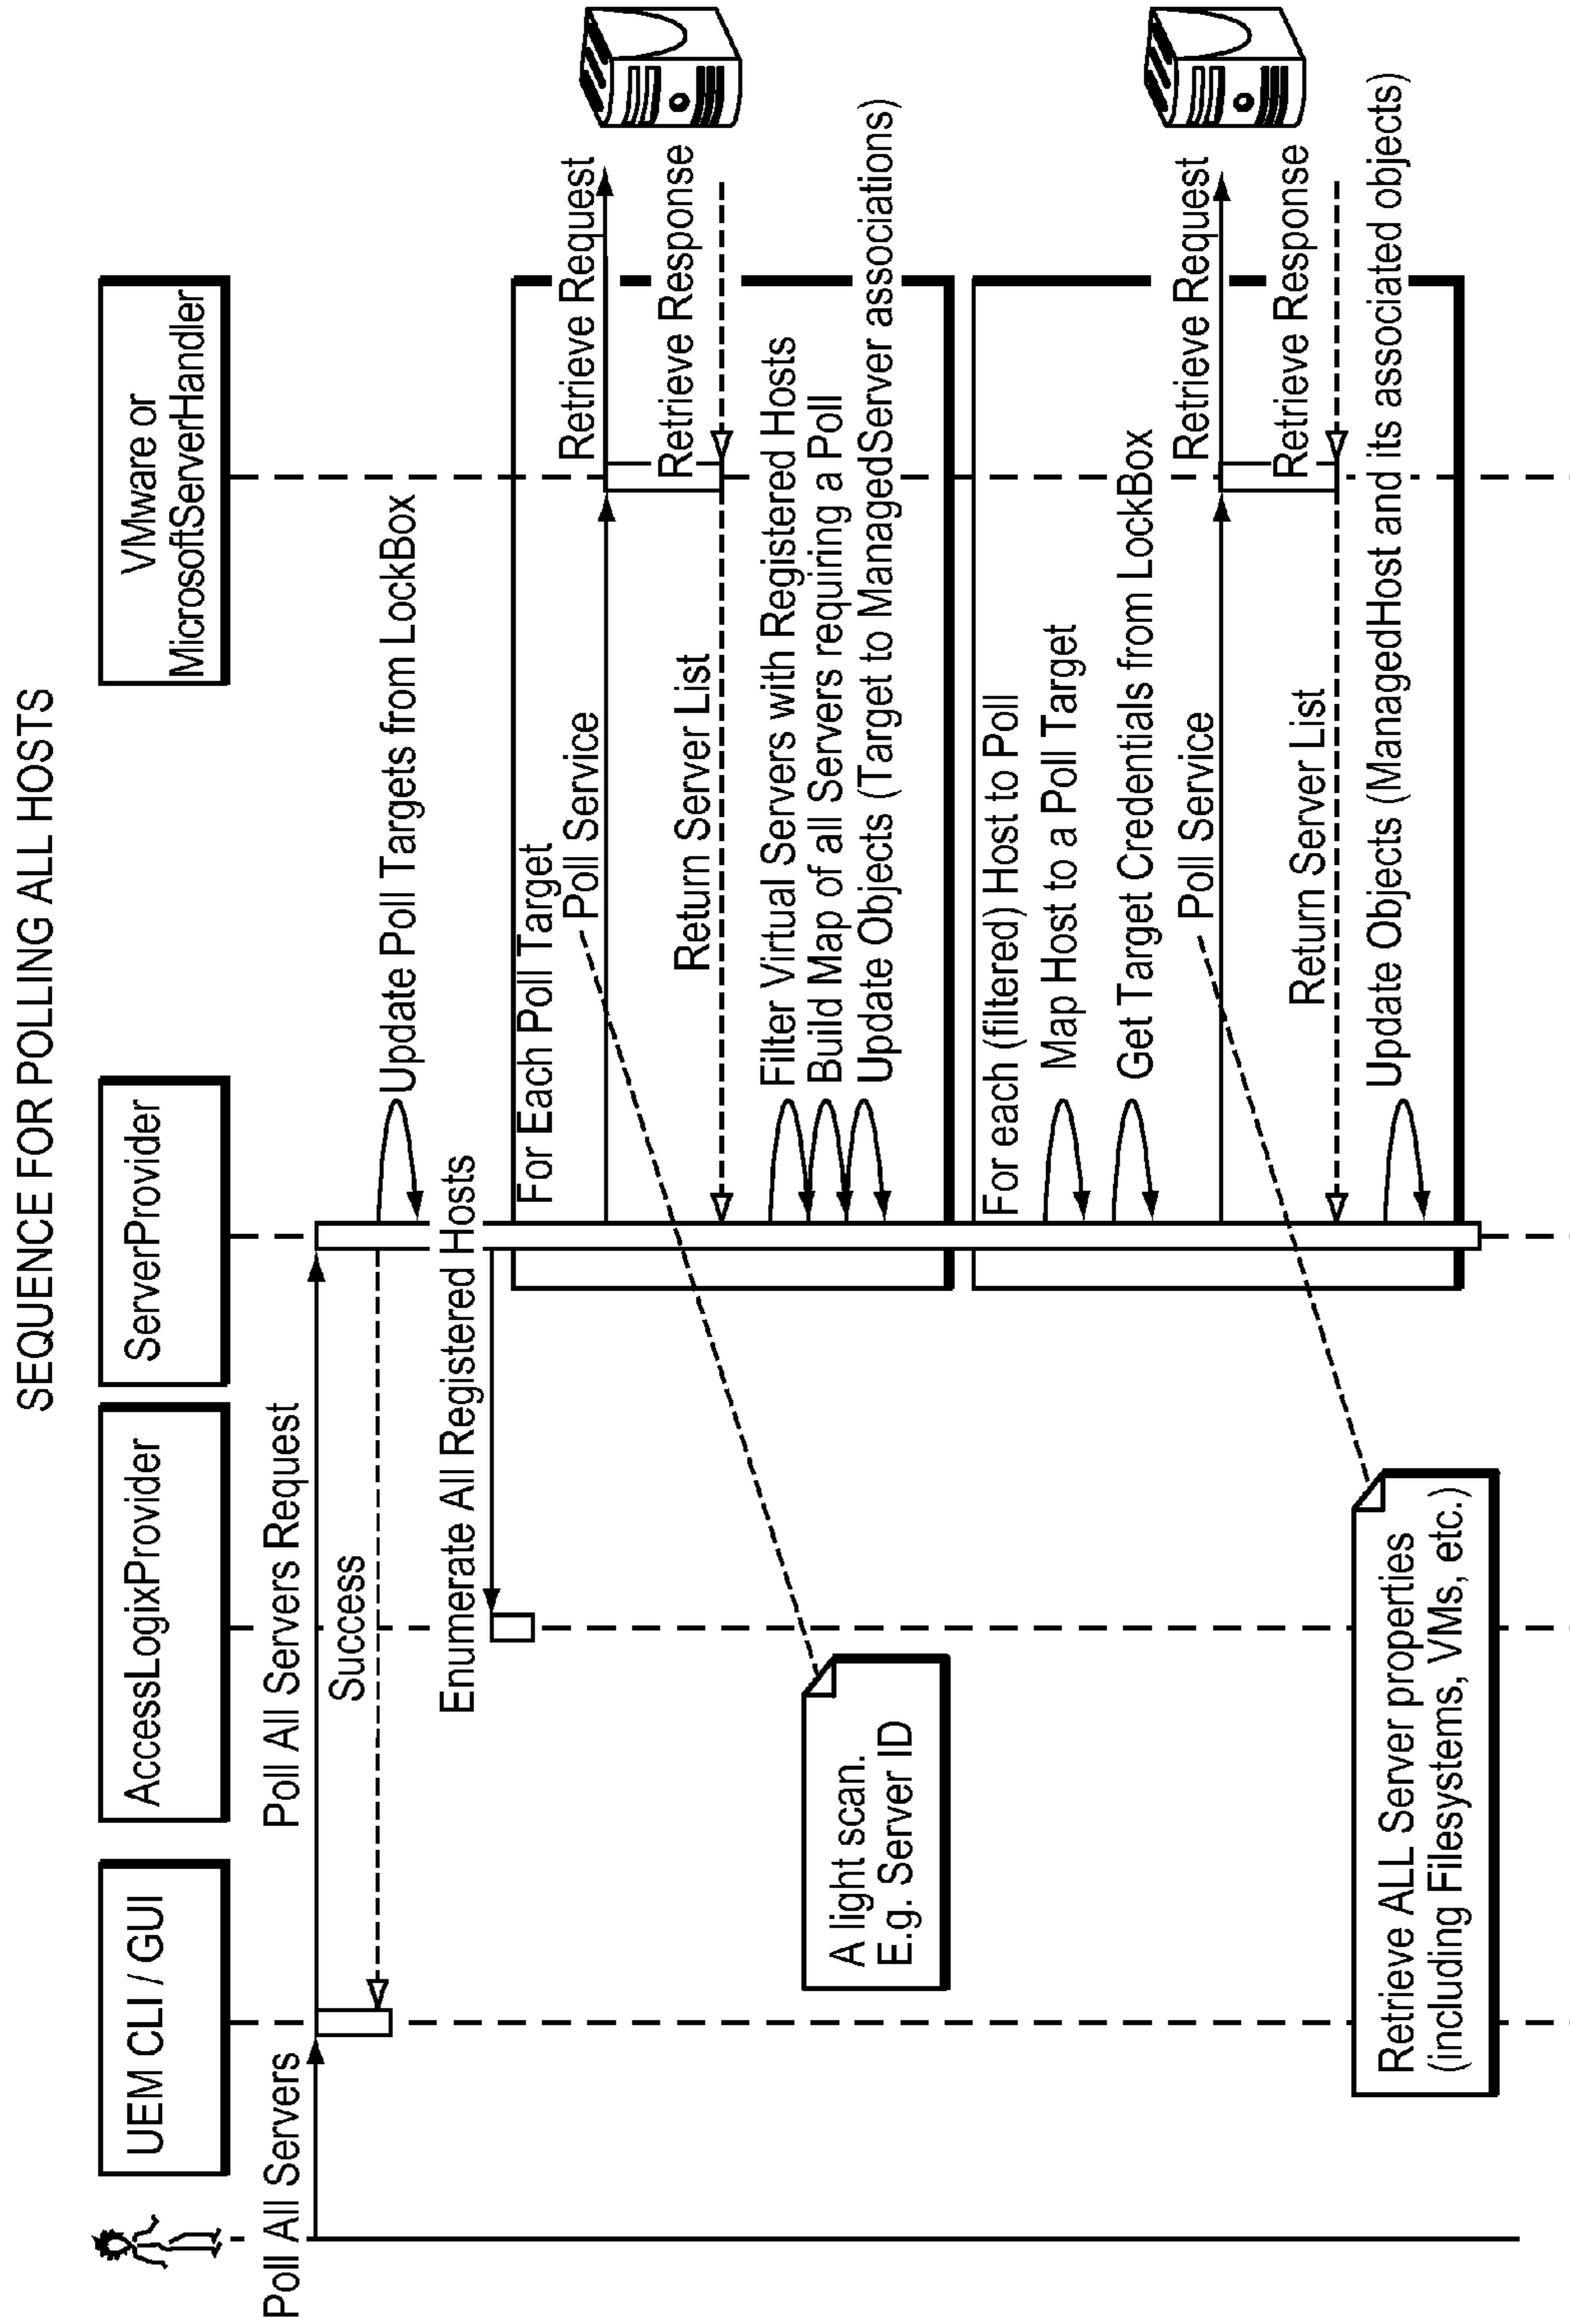 SEQUENCE FOR POLLING ALL HOSTS
UEM CLI / GUI
AccessLogixProvider
ServerProvider
VMware or
MicrosoftServerHandler
Poll All Servers
Poll All Servers Request
Success
Update Poll Targets from LockBox
Enumerate All Registered Hosts
For Each Poll Target
Poll Service
Retrieve Request
Retrieve Response
Return Server List
Filter Virtual Servers with Registered Hosts
Build Map of all Servers requiring a Poll
Update Objects (Target to ManagedServer associations)
A light scan.
E.g. Server ID
For each (filtered) Host to Poll
Map Host to a Poll Target
Get Target Credentials from LockBox
Poll Service
Retrieve Request
Retrieve Response
Return Server List
Update Objects (ManagedHost and its associated objects)
Retrieve ALL Server properties
(including Filesystems, VMs, etc.)